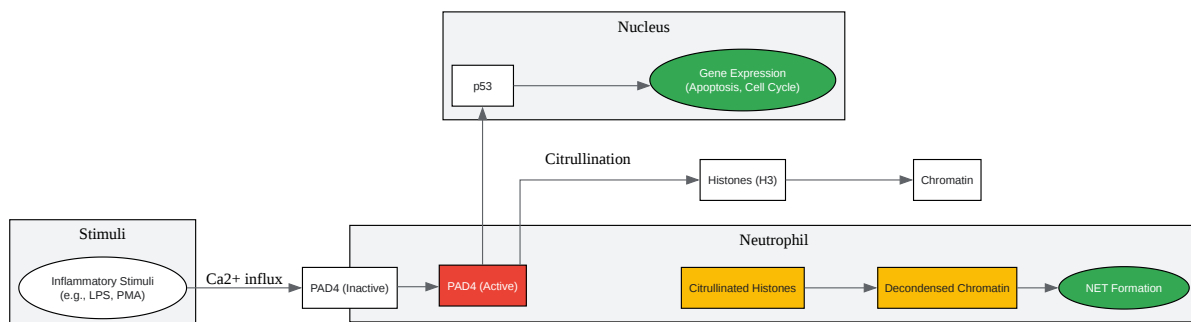 Nucleus
p53
Gene Expression
(Apoptosis, Cell Cycle)
Citrullination
Histones (H3)
Chromatin
Stimuli
Inflammatory Stimuli
(e.g., LPS, PMA)
Ca2+ influx
Neutrophil
PAD4 (Inactive)
PAD4 (Active)
Citrullinated Histones
Decondensed Chromatin
NET Formation